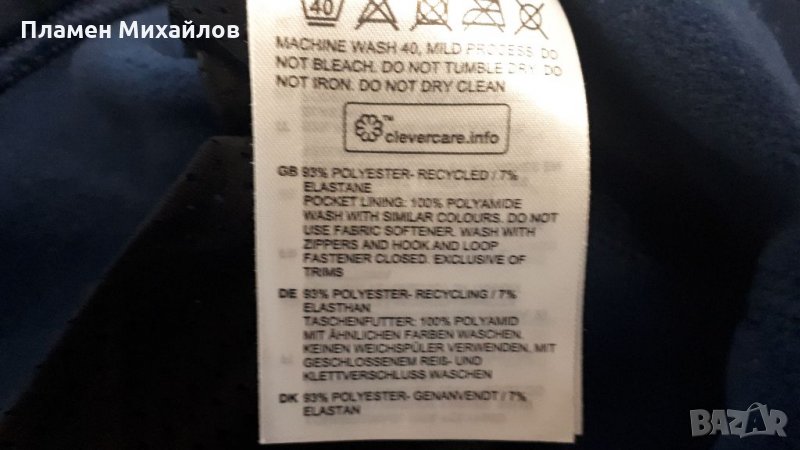 Пламен Михайлов
40
MACHINE WASH 40, MILD PROCESS. DO
NOT BLEACH. DO NOT TUMBLE DRY. DO
NOT IRON. DO NOT DRY CLEAN
™
clevercare.info
GB 93% POLYESTER- RECYCLED / 7%
ELASTANE
POCKET LINING: 100% POLYAMIDE
WASH WITH SIMILAR COLOURS. DO NOT
USE FABRIC SOFTENER. WASH WITH
ZIPPERS AND HOOK AND LOOP
FASTENER CLOSED. EXCLUSIVE OF
TRIMS
DE 93% POLYESTER- RECYCLING / 7%
ELASTHAN
TASCHENFUTTER: 100% POLYAMID
MIT ÄHNLICHEN FARBEN WASCHEN.
KEINEN WEICHSPÜLER VERWENDEN. MIT
GESCHLOSSENEM REIß- UND
KLETTVERSCHLUSS WASCHEN
DK 93% POLYESTER- GENANVENDT / 7%
ELASTAN
BAZAR